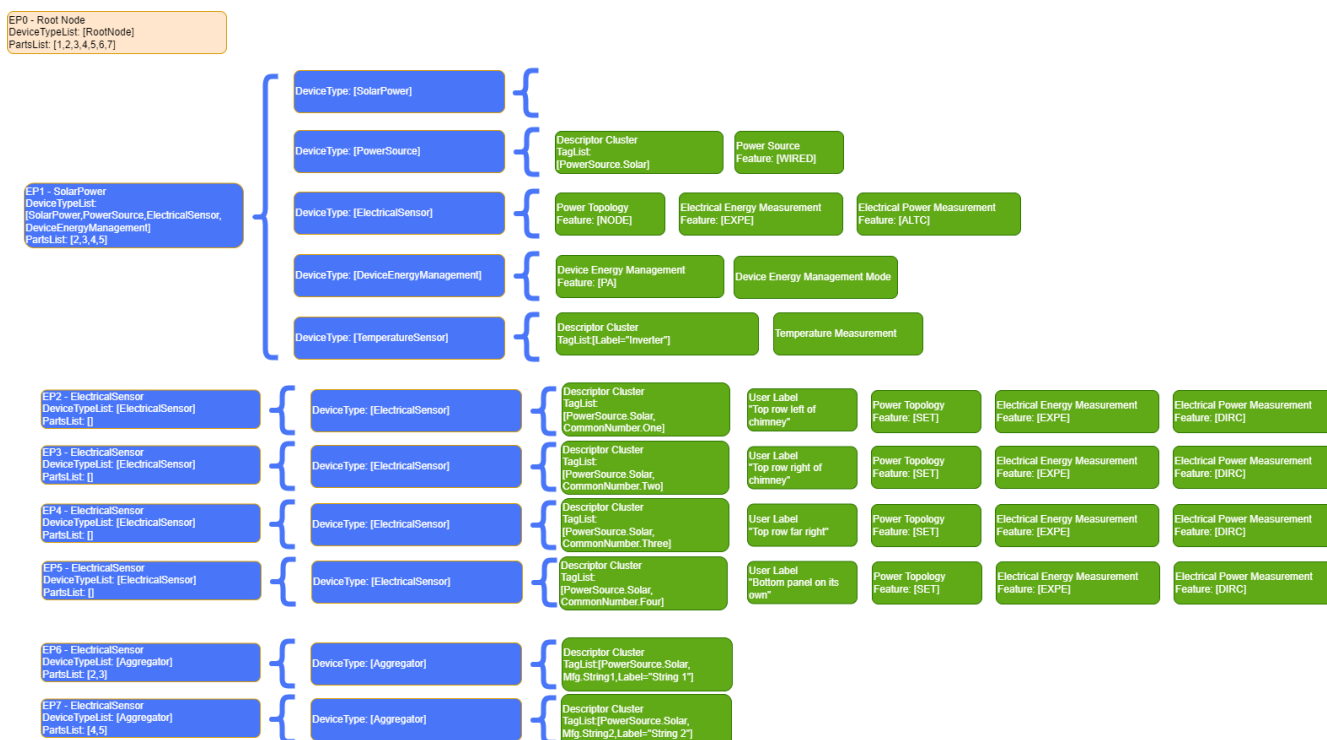 EP0 - Root Node
DeviceTypeList: [RootNode]
PartsList: [1,2,3,4,5,6,7]
EP1 - SolarPower
DeviceTypeList:
[SolarPower,PowerSource,ElectricalSensor,
DeviceEnergyManagement]
PartsList: [2,3,4,5]
DeviceType: [SolarPower]
DeviceType: [PowerSource]
Descriptor Cluster
TagList:
[PowerSource.Solar]
Power Source
Feature: [WIRED]
DeviceType: [ElectricalSensor]
Power Topology
Feature: [NODE]
Electrical Energy Measurement
Feature: [EXPE]
Electrical Power Measurement
Feature: [ALTC]
DeviceType: [DeviceEnergyManagement]
Device Energy Management
Feature: [PA]
Device Energy Management Mode
DeviceType: [TemperatureSensor]
Descriptor Cluster
TagList:[Label="Inverter"]
Temperature Measurement
EP2 - ElectricalSensor
DeviceTypeList: [ElectricalSensor]
PartsList: []
DeviceType: [ElectricalSensor]
Descriptor Cluster
TagList:
[PowerSource.Solar,
CommonNumber.One]
User Label
"Top row left of
chimney"
Power Topology
Feature: [SET]
Electrical Energy Measurement
Feature: [EXPE]
Electrical Power Measurement
Feature: [DIRC]
EP3 - ElectricalSensor
DeviceTypeList: [ElectricalSensor]
PartsList: []
DeviceType: [ElectricalSensor]
Descriptor Cluster
TagList:
[PowerSource.Solar,
CommonNumber.Two]
User Label
"Top row right of
chimney"
Power Topology
Feature: [SET]
Electrical Energy Measurement
Feature: [EXPE]
Electrical Power Measurement
Feature: [DIRC]
EP4 - ElectricalSensor
DeviceTypeList: [ElectricalSensor]
PartsList: []
DeviceType: [ElectricalSensor]
Descriptor Cluster
TagList:
[PowerSource.Solar,
CommonNumber.Three]
User Label
"Top row far right"
Power Topology
Feature: [SET]
Electrical Energy Measurement
Feature: [EXPE]
Electrical Power Measurement
Feature: [DIRC]
EP5 - ElectricalSensor
DeviceTypeList: [ElectricalSensor]
PartsList: []
DeviceType: [ElectricalSensor]
Descriptor Cluster
TagList:
[PowerSource.Solar,
CommonNumber.Four]
User Label
"Bottom panel on its
own"
Power Topology
Feature: [SET]
Electrical Energy Measurement
Feature: [EXPE]
Electrical Power Measurement
Feature: [DIRC]
EP6 - ElectricalSensor
DeviceTypeList: [Aggregator]
PartsList: [2,3]
DeviceType: [Aggregator]
Descriptor Cluster
TagList:[PowerSource.Solar,
Mfg.String1,Label="String 1"]
EP7 - ElectricalSensor
DeviceTypeList: [Aggregator]
PartsList: [4,5]
DeviceType: [Aggregator]
Descriptor Cluster
TagList:[PowerSource.Solar,
Mfg.String2,Label="String 2"]